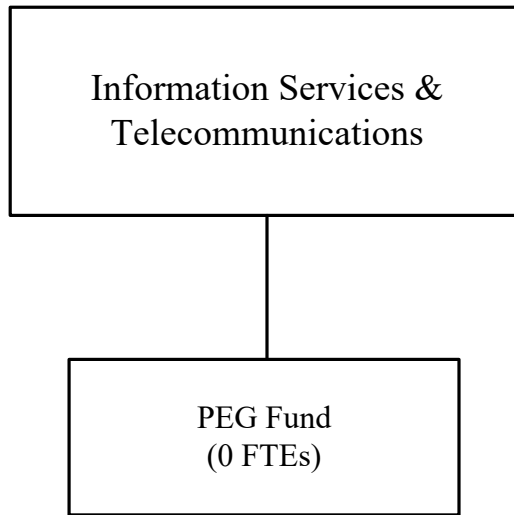 Information Services &
Telecommunications
PEG Fund
(0 FTEs)